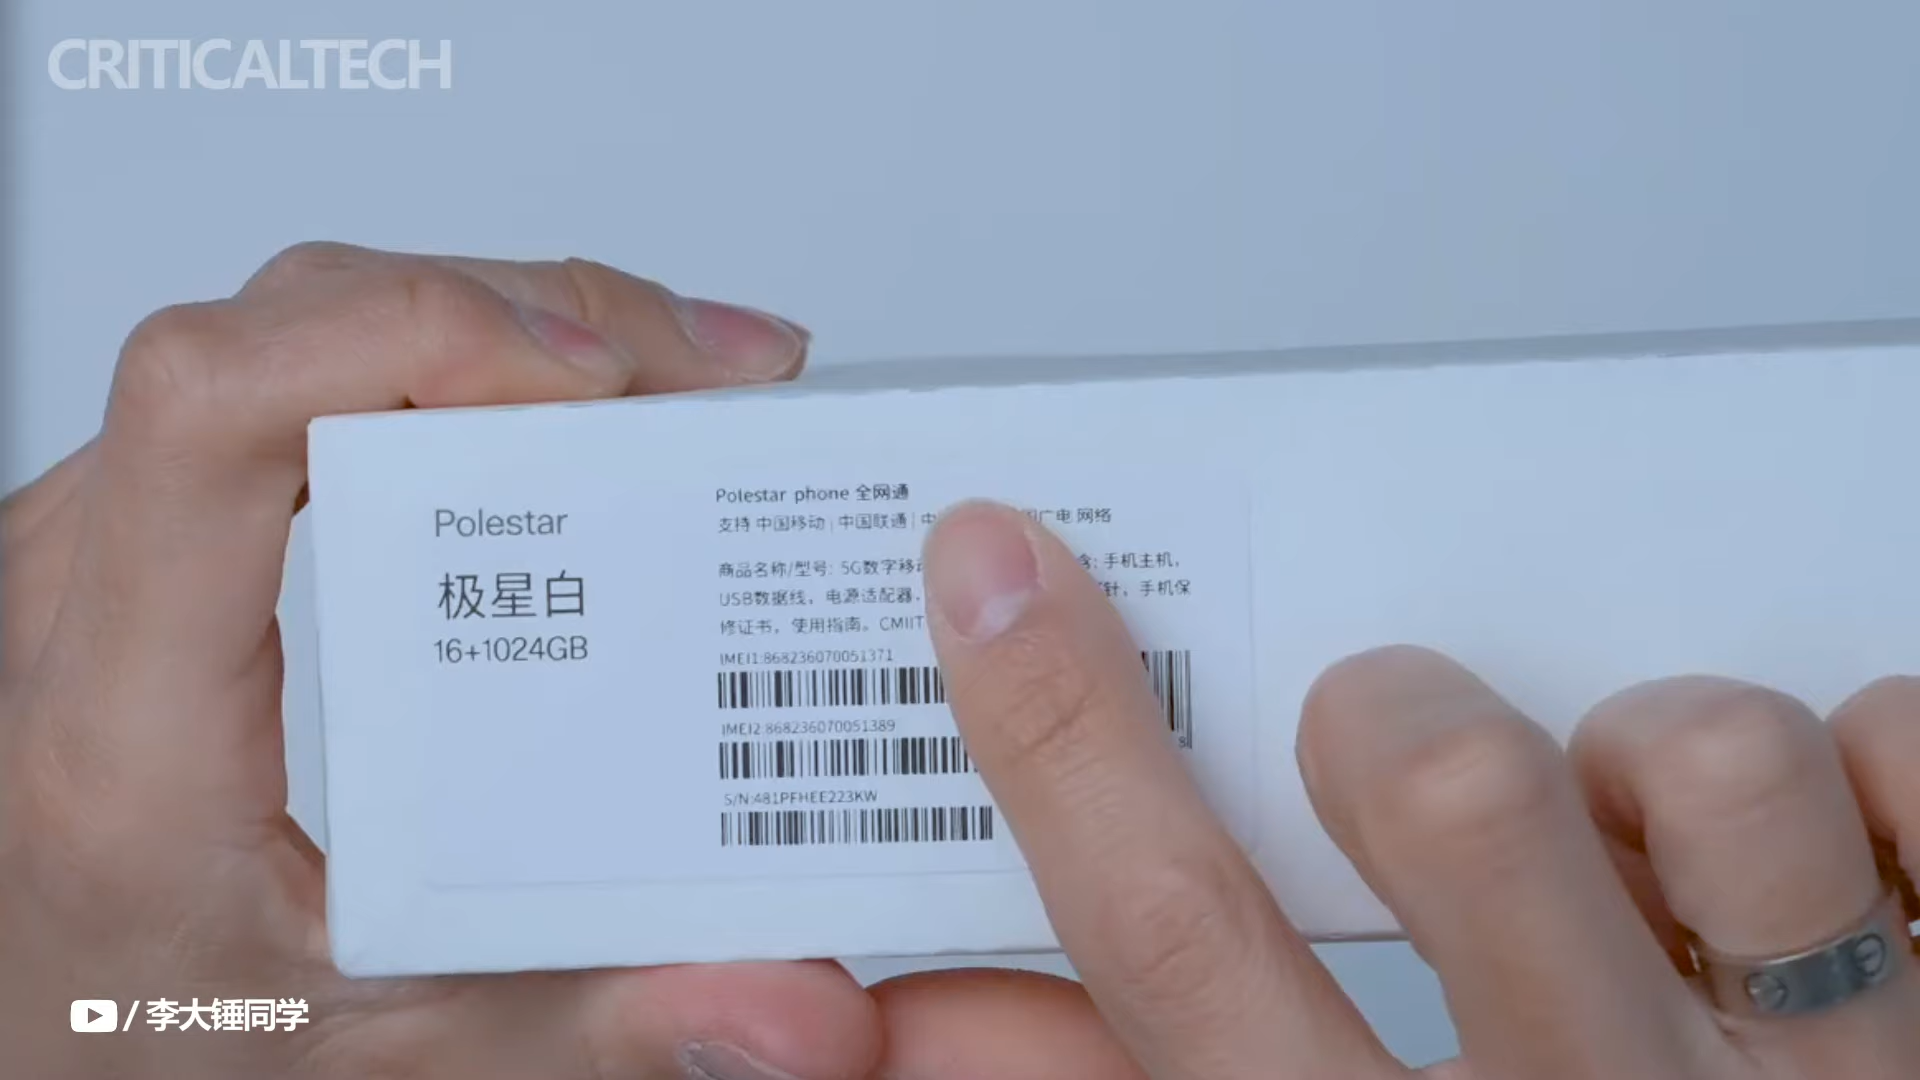 CRITICALTECH
Polestar
极星白
16+1024GB
Polestar phone 全网通
支持 中国移动 | 中国联通 | 中 广电 网络
商品名称/型号: 5G数字移 含: 手机主机,
USB数据线, 电源适配器, 针, 手机保
修证书, 使用指南。CMIIT
IMEI1:868236070051371
IMEI2:868236070051389
8
S/N:481PFHEE223KW
/ 李大锤同学